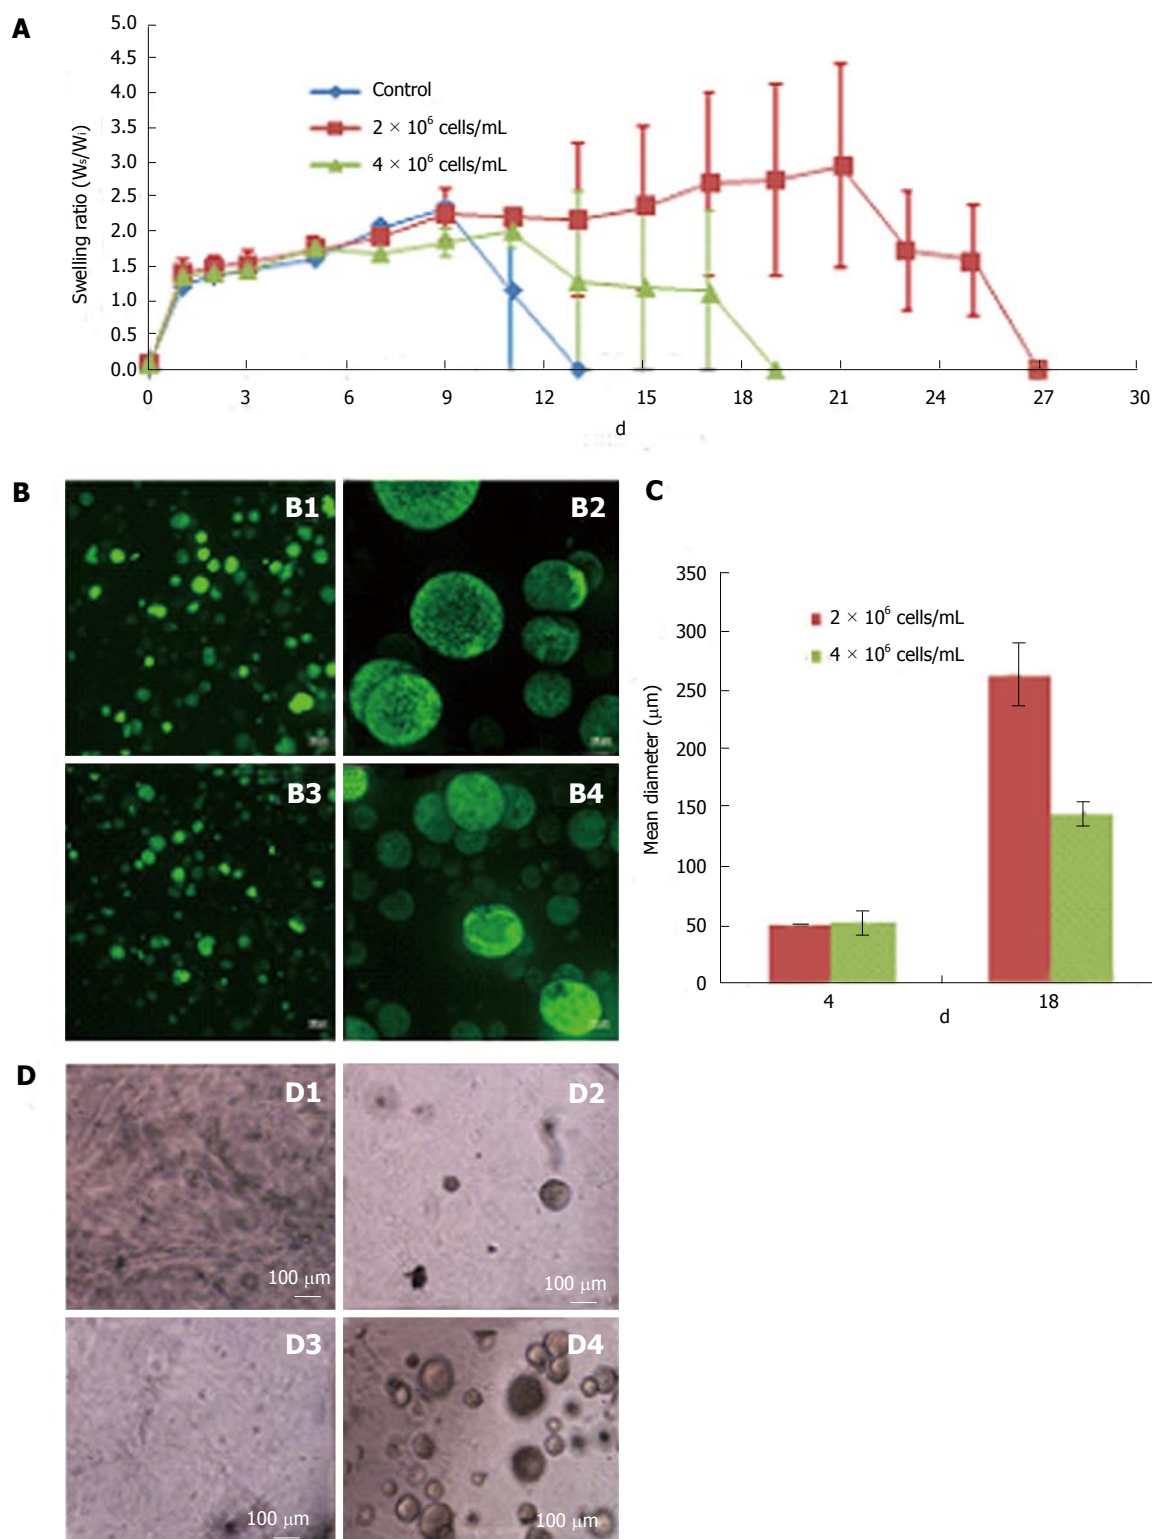 A
5.0
4.5
4.0
3.5
3.0
2.5
2.0
1.5
1.0
0.5
0.0
Swelling ratio (Ws/Wi)
Control
2 × 10⁶ cells/mL
4 × 10⁶ cells/mL
0 3 6 9 12 15 18 21 24 27 30
d
B
B1
B2
B3
B4
C
350
300
250
200
150
100
50
0
Mean diameter (μm)
2 × 10⁶ cells/mL
4 × 10⁶ cells/mL
4 18
d
D
D1
100 μm
D2
100 μm
D3
100 μm
D4
100 μm